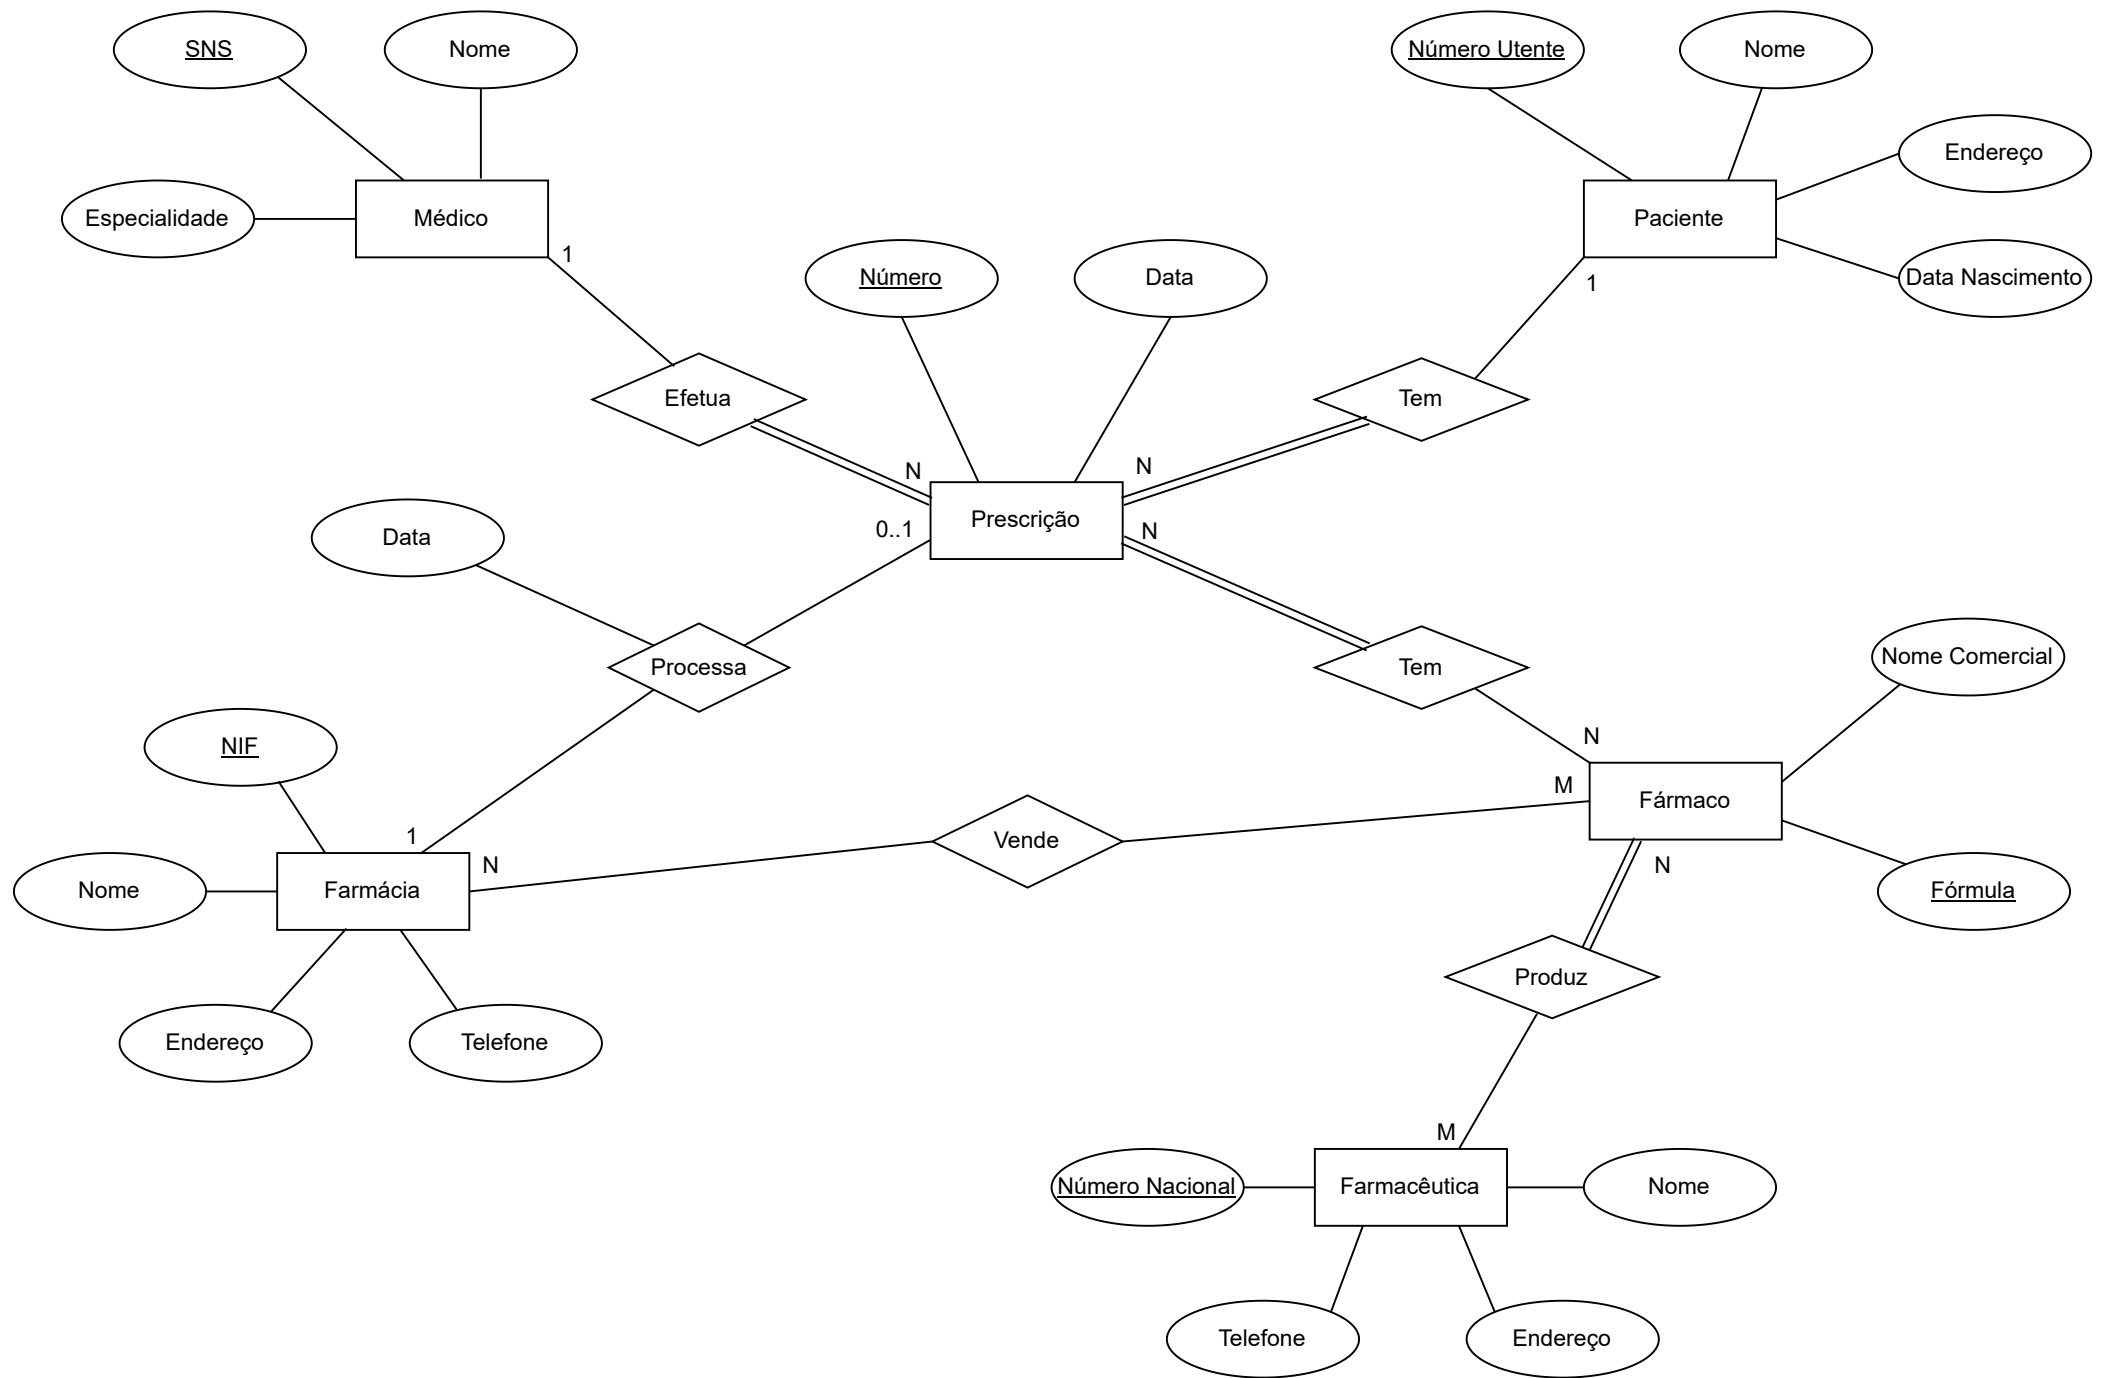 SNS
Nome
Número Utente
Nome
Endereço
Especialidade
Médico
Paciente
1
Número
Data
Data Nascimento
1
Efetua
Tem
N
N
Prescrição
0..1
N
Data
Processa
Tem
Nome Comercial
NIF
N
M
Fármaco
1
Vende
N
N
Nome
Farmácia
Fórmula
Produz
Endereço
Telefone
M
Número Nacional
Farmacêutica
Nome
Telefone
Endereço